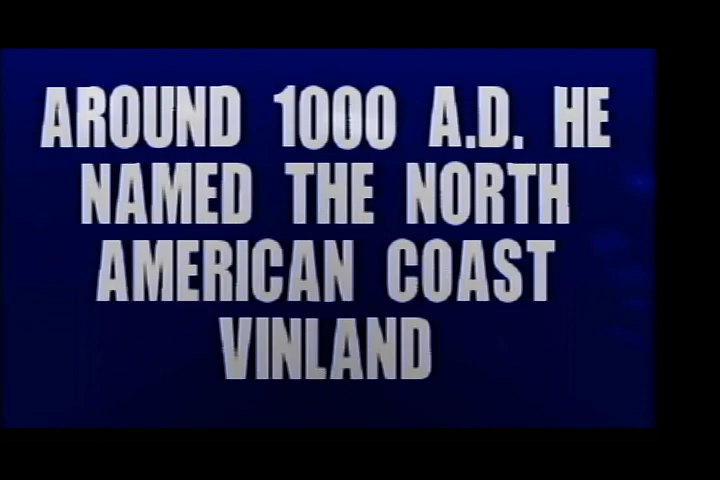 AROUND 1000 A.D. HE
NAMED THE NORTH
AMERICAN COAST
VINLAND